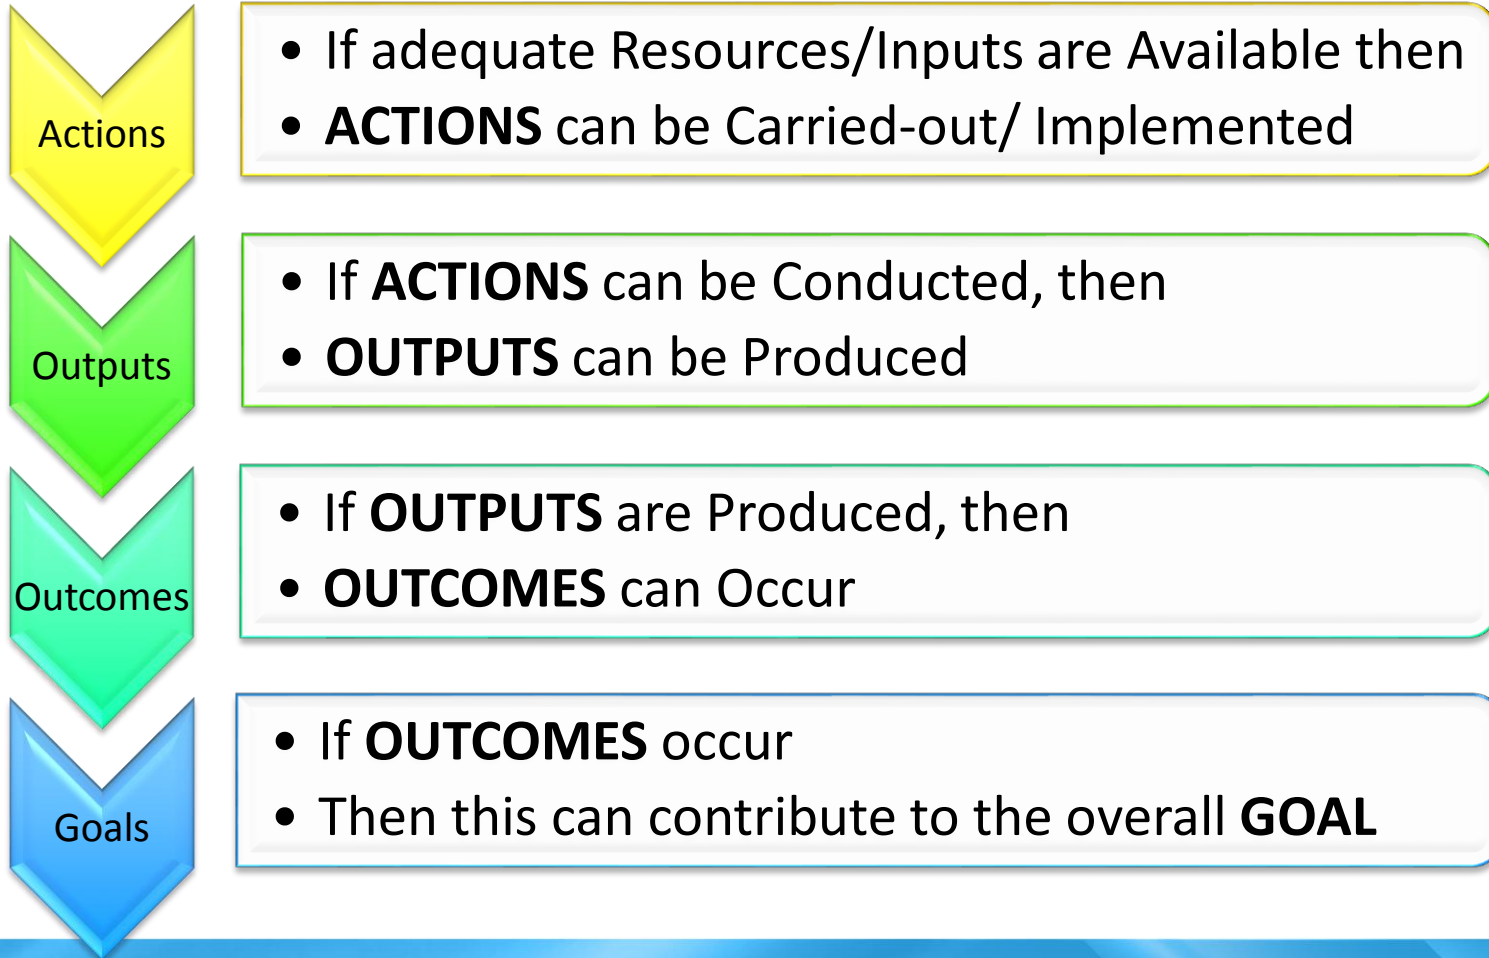 Actions
• If adequate Resources/Inputs are Available then
• ACTIONS can be Carried-out/ Implemented
Outputs
• If ACTIONS can be Conducted, then
• OUTPUTS can be Produced
Outcomes
• If OUTPUTS are Produced, then
• OUTCOMES can Occur
Goals
• If OUTCOMES occur
• Then this can contribute to the overall GOAL